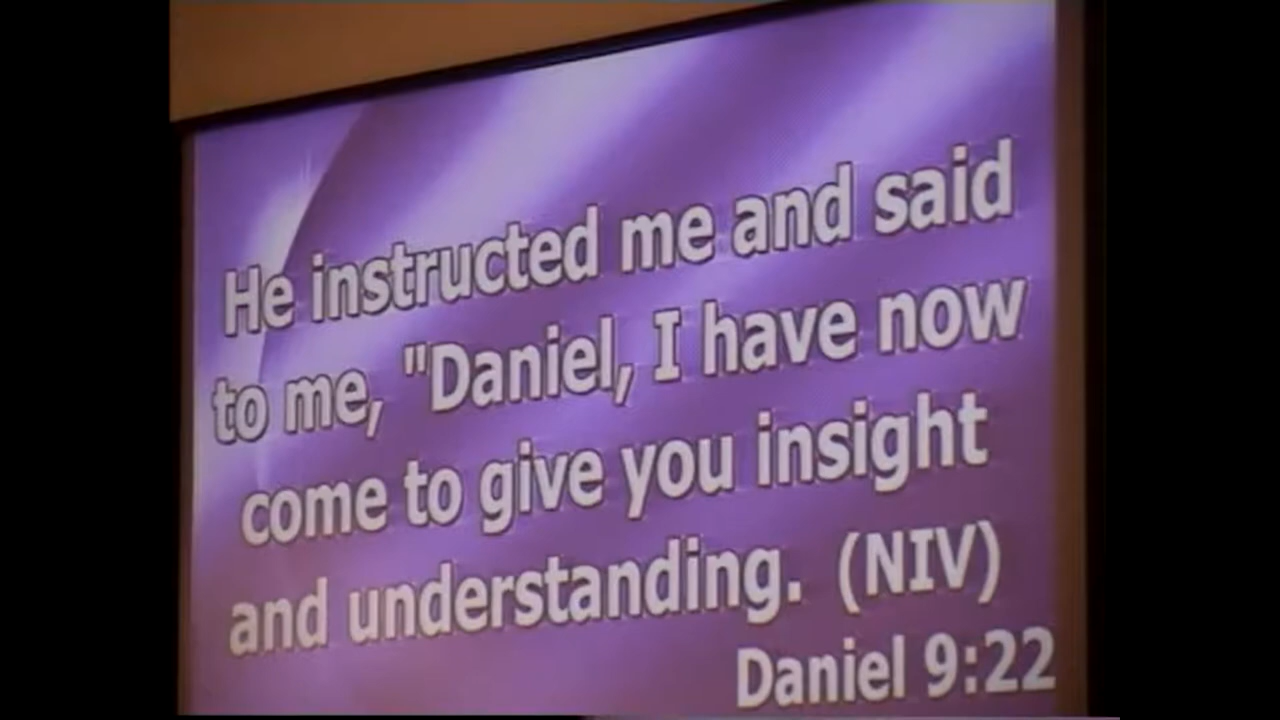 He instructed me and said
to me, "Daniel, I have now
come to give you insight
and understanding. (NIV)
Daniel 9:22